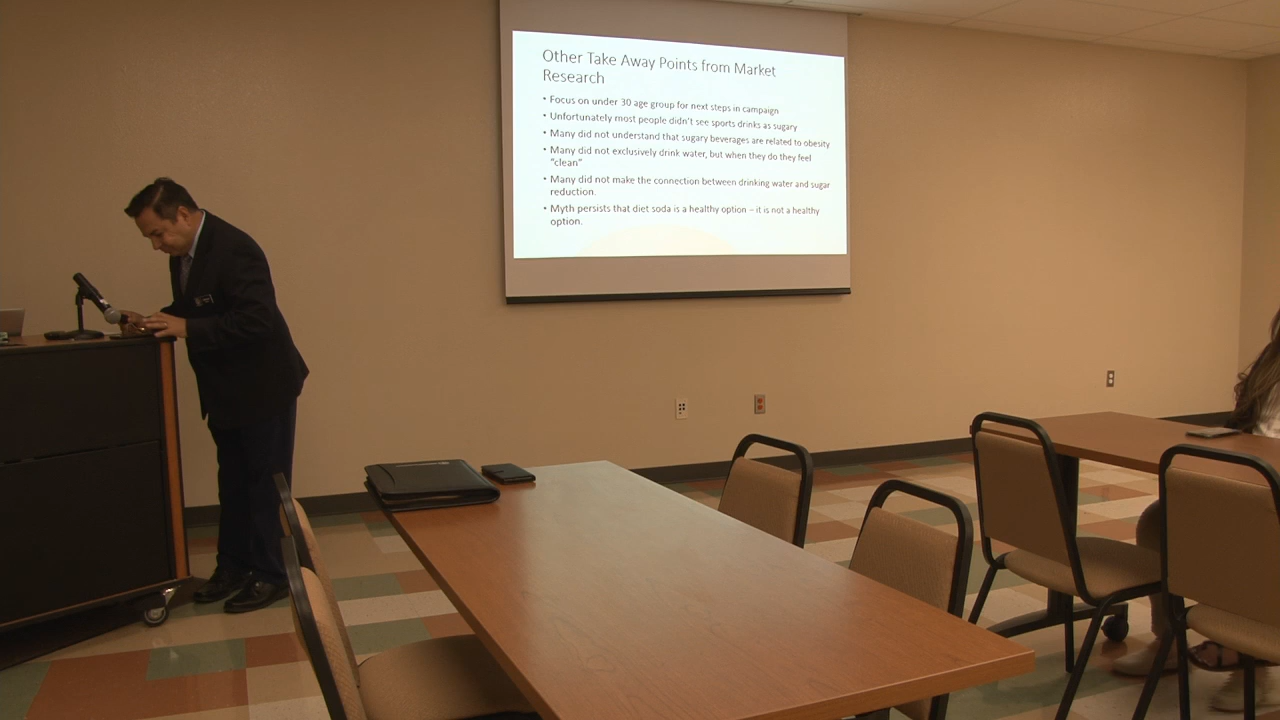 Other Take Away Points from Market
Research
• Focus on under 30 age group for next steps in campaign
• Unfortunately most people didn't see sports drinks as sugary
• Many did not understand that sugary beverages are related to obesity
• Many did not exclusively drink water, but when they do they feel
"clean"
• Many did not make the connection between drinking water and sugar
reduction.
• Myth persists that diet soda is a healthy option – it is not a healthy
option.